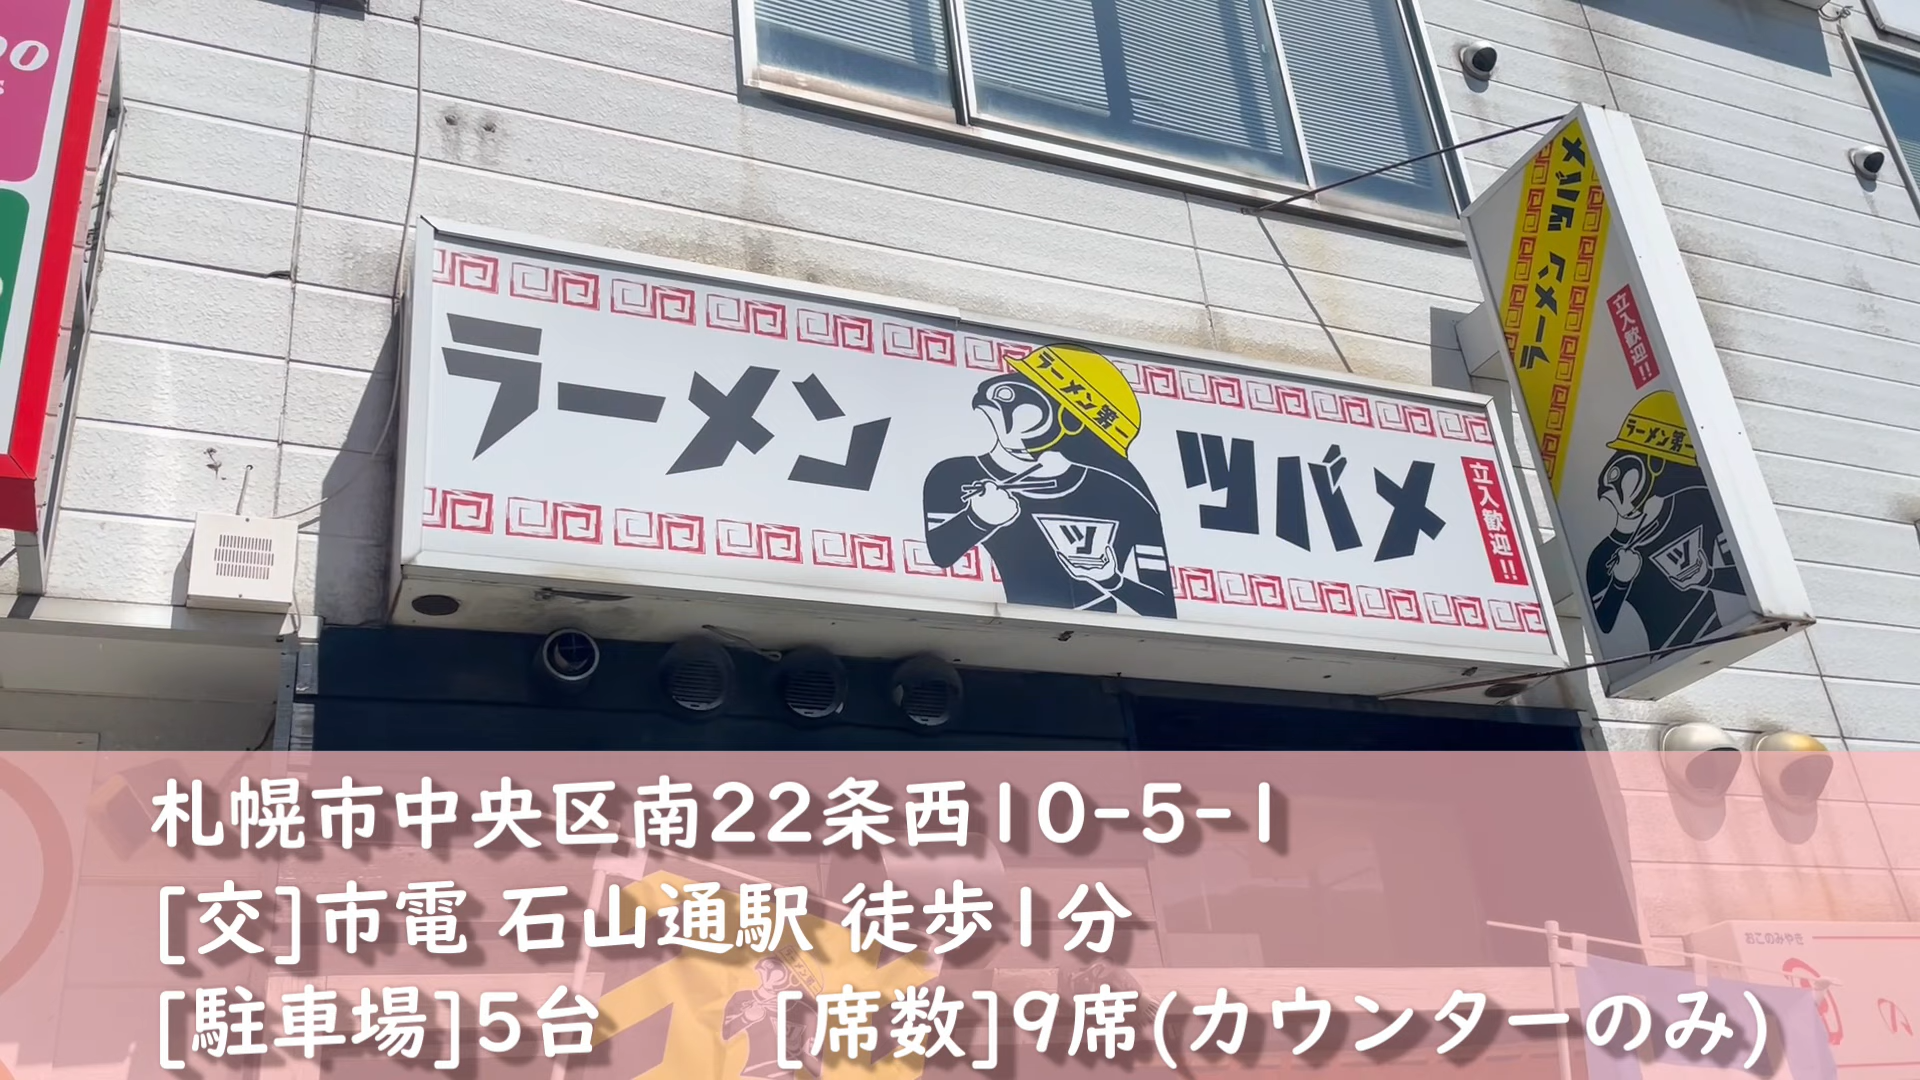 ラーメン
ラーメン 第一
ツバメ
立入歓迎!!
ツ
ラーメン ツバメ
立入歓迎!!
ラーメン 第一
ツ
札幌市中央区南22条西10-5-1
[交]市電 石山通駅 徒歩1分
[駐車場]5台 [席数]9席(カウンターのみ)
おこのみやき